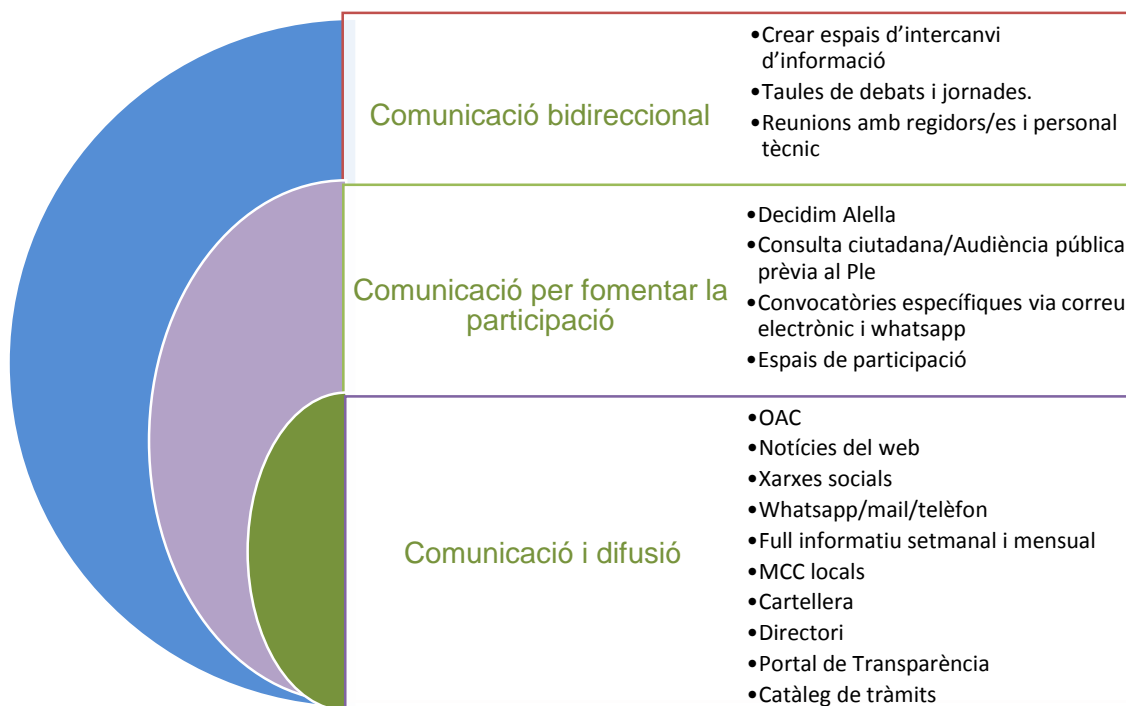 Comunicació bidireccional
•Crear espais d’intercanvi
d’informació
•Taules de debats i jornades.
•Reunions amb regidors/es i personal
tècnic
Comunicació per fomentar la
participació
•Decidim Alella
•Consulta ciutadana/Audiència pública
prèvia al Ple
•Convocatòries específiques via correu
electrònic i whatsapp
•Espais de participació
Comunicació i difusió
•OAC
•Notícies del web
•Xarxes socials
•Whatsapp/mail/telèfon
•Full informatiu setmanal i mensual
•MCC locals
•Cartellera
•Directori
•Portal de Transparència
•Catàleg de tràmits